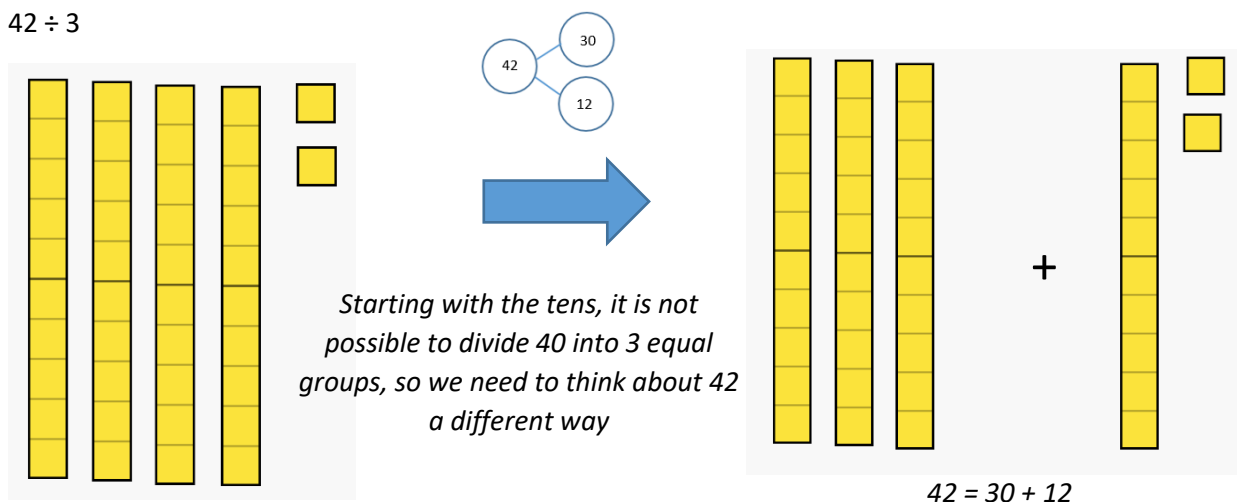 42 ÷ 3
42
30
12
Starting with the tens, it is not
possible to divide 40 into 3 equal
groups, so we need to think about 42
a different way
+
42 = 30 + 12